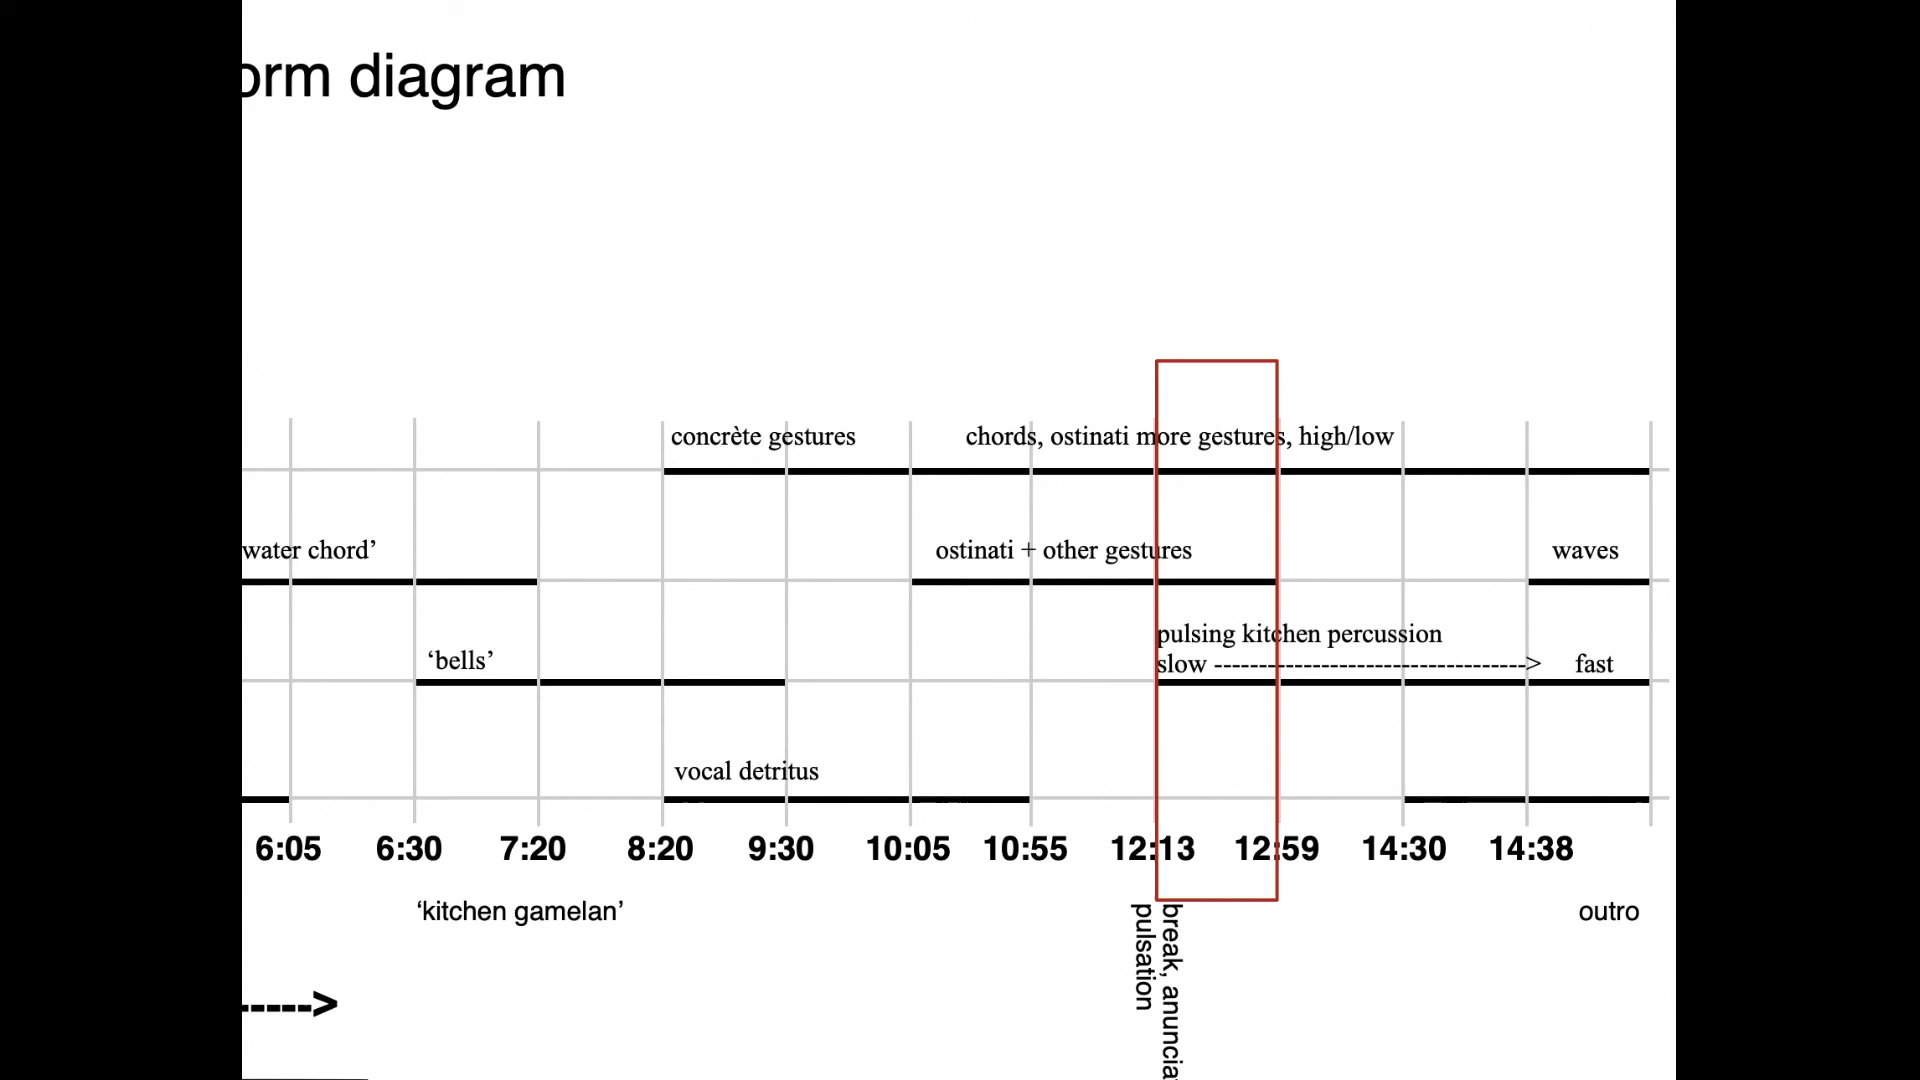 orm diagram
concrète gestures
chords, ostinati more gestures, high/low
water chord’
ostinati + other gestures
waves
pulsing kitchen percussion
‘bells’
slow ----------------------------------> fast
vocal detritus
6:05 6:30 7:20 8:20 9:30 10:05 10:55 12:13 12:59 14:30 14:38
‘kitchen gamelan’
outro
break, anuncia
pulsation
----->